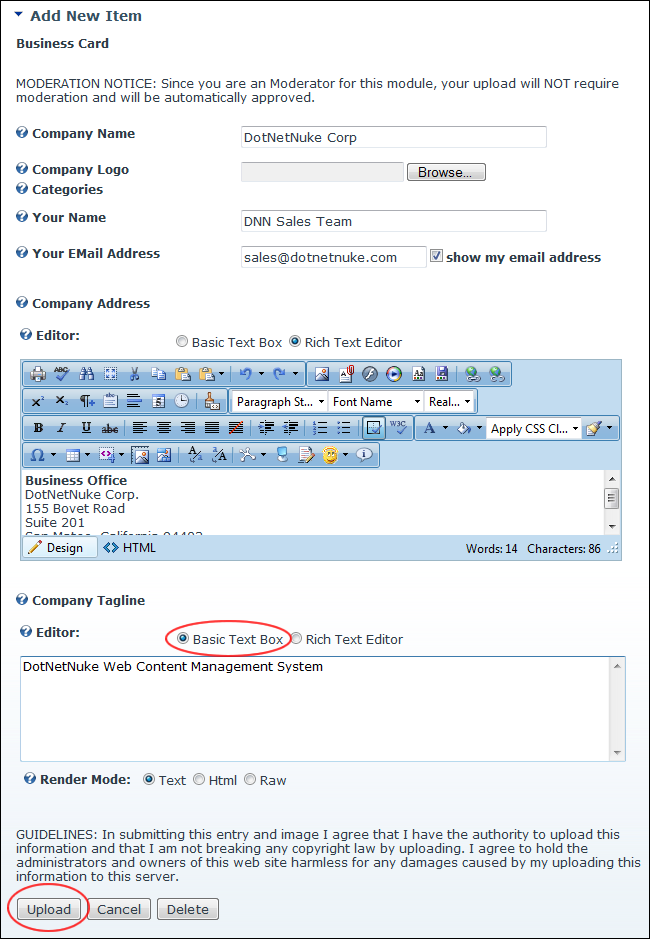 Add New Item
Business Card
MODERATION NOTICE: Since you are an Moderator for this module, your upload will NOT require
moderation and will be automatically approved.
Company Name DotNetNuke Corp
Company Logo Browse...
Categories
Your Name DNN Sales Team
Your EMail Address sales@dotnetnuke.com show my email address
Company Address
Editor: Basic Text Box Rich Text Editor
ABC
Paragraph St... Font Name Real...
B I U abc W3C A Apply CSS Cl...
Business Office
DotNetNuke Corp.
155 Bovet Road
Suite 201
San Mateo, California 94402
Design HTML Words: 14 Characters: 86
Company Tagline
Editor: Basic Text Box Rich Text Editor
DotNetNuke Web Content Management System
Render Mode: Text Html Raw
GUIDELINES: In submitting this entry and image I agree that I have the authority to upload this
information and that I am not breaking any copyright law by uploading. I agree to hold the
administrators and owners of this web site harmless for any damages caused by my uploading this
information to this server.
Upload Cancel Delete